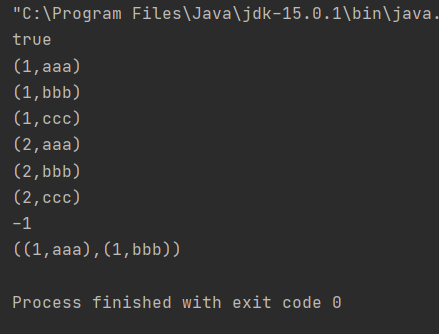 "C:\Program Files\Java\jdk-15.0.1\bin\java.
true
(1,aaa)
(1,bbb)
(1,ccc)
(2,aaa)
(2,bbb)
(2,ccc)
-1
((1,aaa),(1,bbb))
Process finished with exit code 0